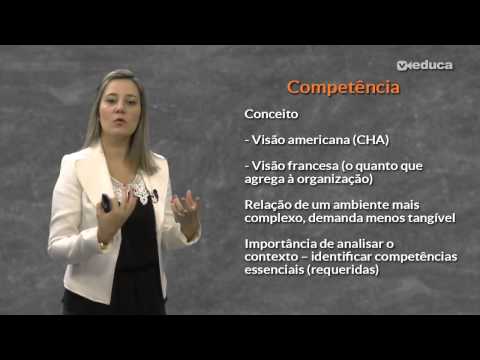 veduca
Competência
Conceito
- Visão americana (CHA)
- Visão francesa (o quanto que
agrega à organização)
Relação de um ambiente mais
complexo, demanda menos tangível
Importância de analisar o
contexto – identificar competências
essenciais (requeridas)